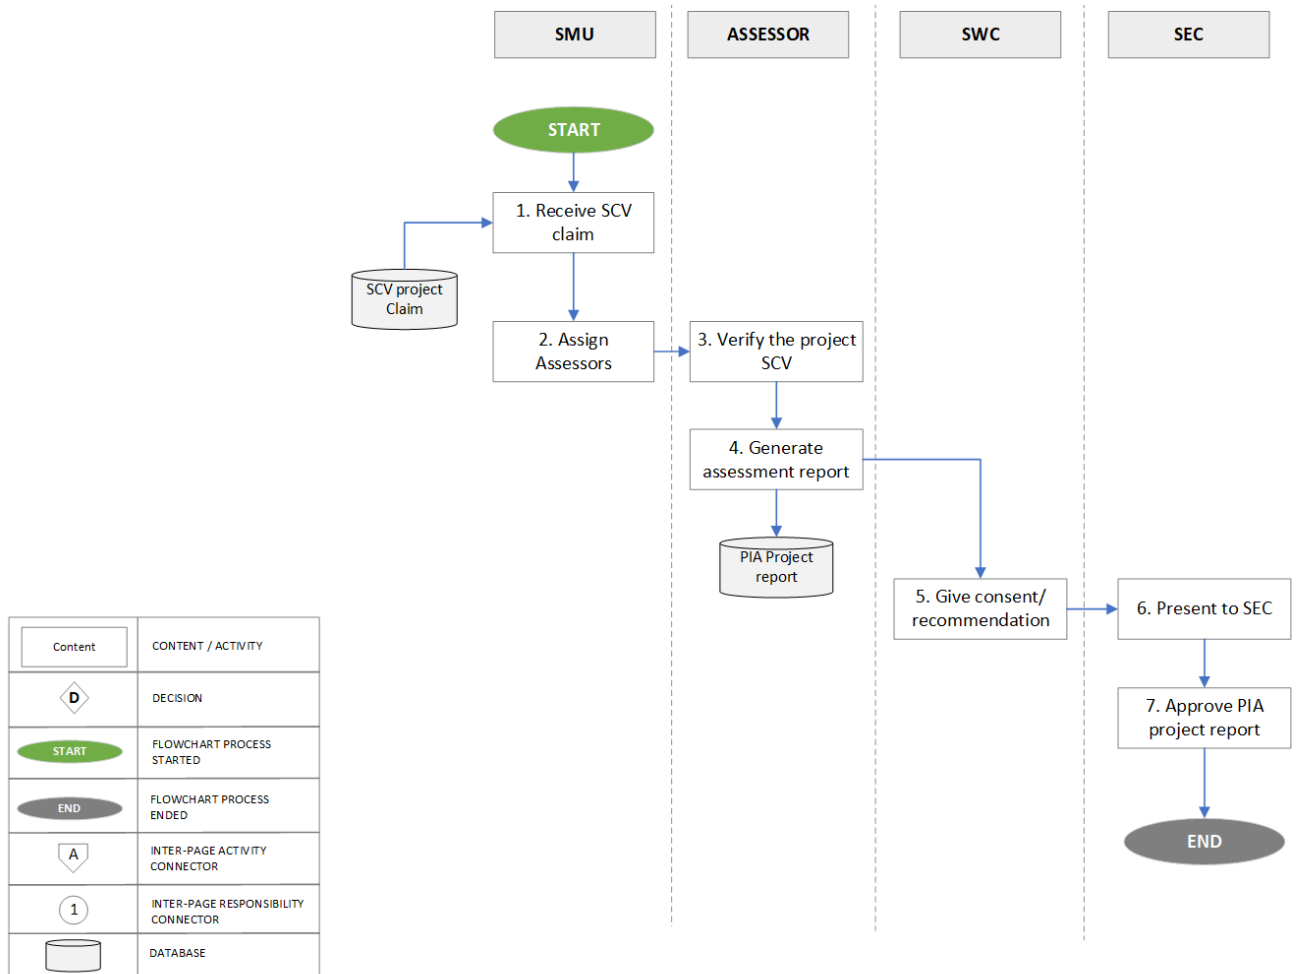 SMU
ASSESSOR
SWC
SEC
START
1. Receive SCV
claim
SCV project
Claim
2. Assign
Assessors
3. Verify the project
SCV
4. Generate
assessment report
PIA Project
report
5. Give consent/
recommendation
6. Present to SEC
7. Approve PIA
project report
END
Content
CONTENT / ACTIVITY
D
DECISION
START
FLOWCHART PROCESS
STARTED
END
FLOWCHART PROCESS
ENDED
A
INTER-PAGE ACTIVITY
CONNECTOR
1
INTER-PAGE RESPONSIBILITY
CONNECTOR
DATABASE